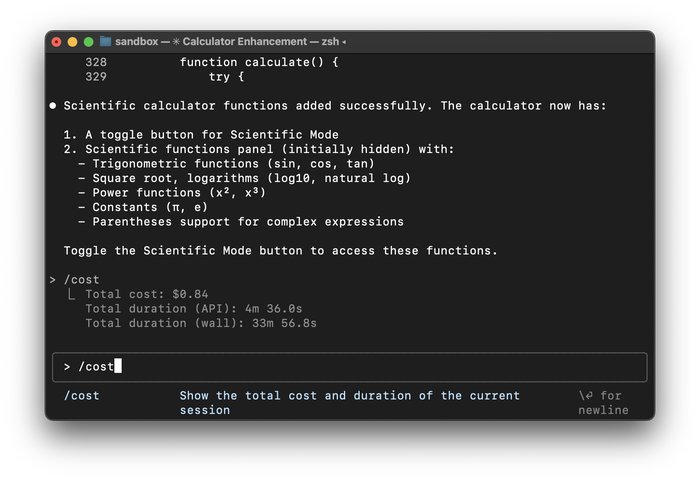 sandbox — ✳ Calculator Enhancement — zsh ◂
328 function calculate() {
329 try {
● Scientific calculator functions added successfully. The calculator now has:
1. A toggle button for Scientific Mode
2. Scientific functions panel (initially hidden) with:
– Trigonometric functions (sin, cos, tan)
– Square root, logarithms (log10, natural log)
– Power functions (x², x³)
– Constants (π, e)
– Parentheses support for complex expressions
Toggle the Scientific Mode button to access these functions.
> /cost
⎿ Total cost: $0.84
Total duration (API): 4m 36.0s
Total duration (wall): 33m 56.8s
> /cost
/cost Show the total cost and duration of the current \⏎ for
session newline